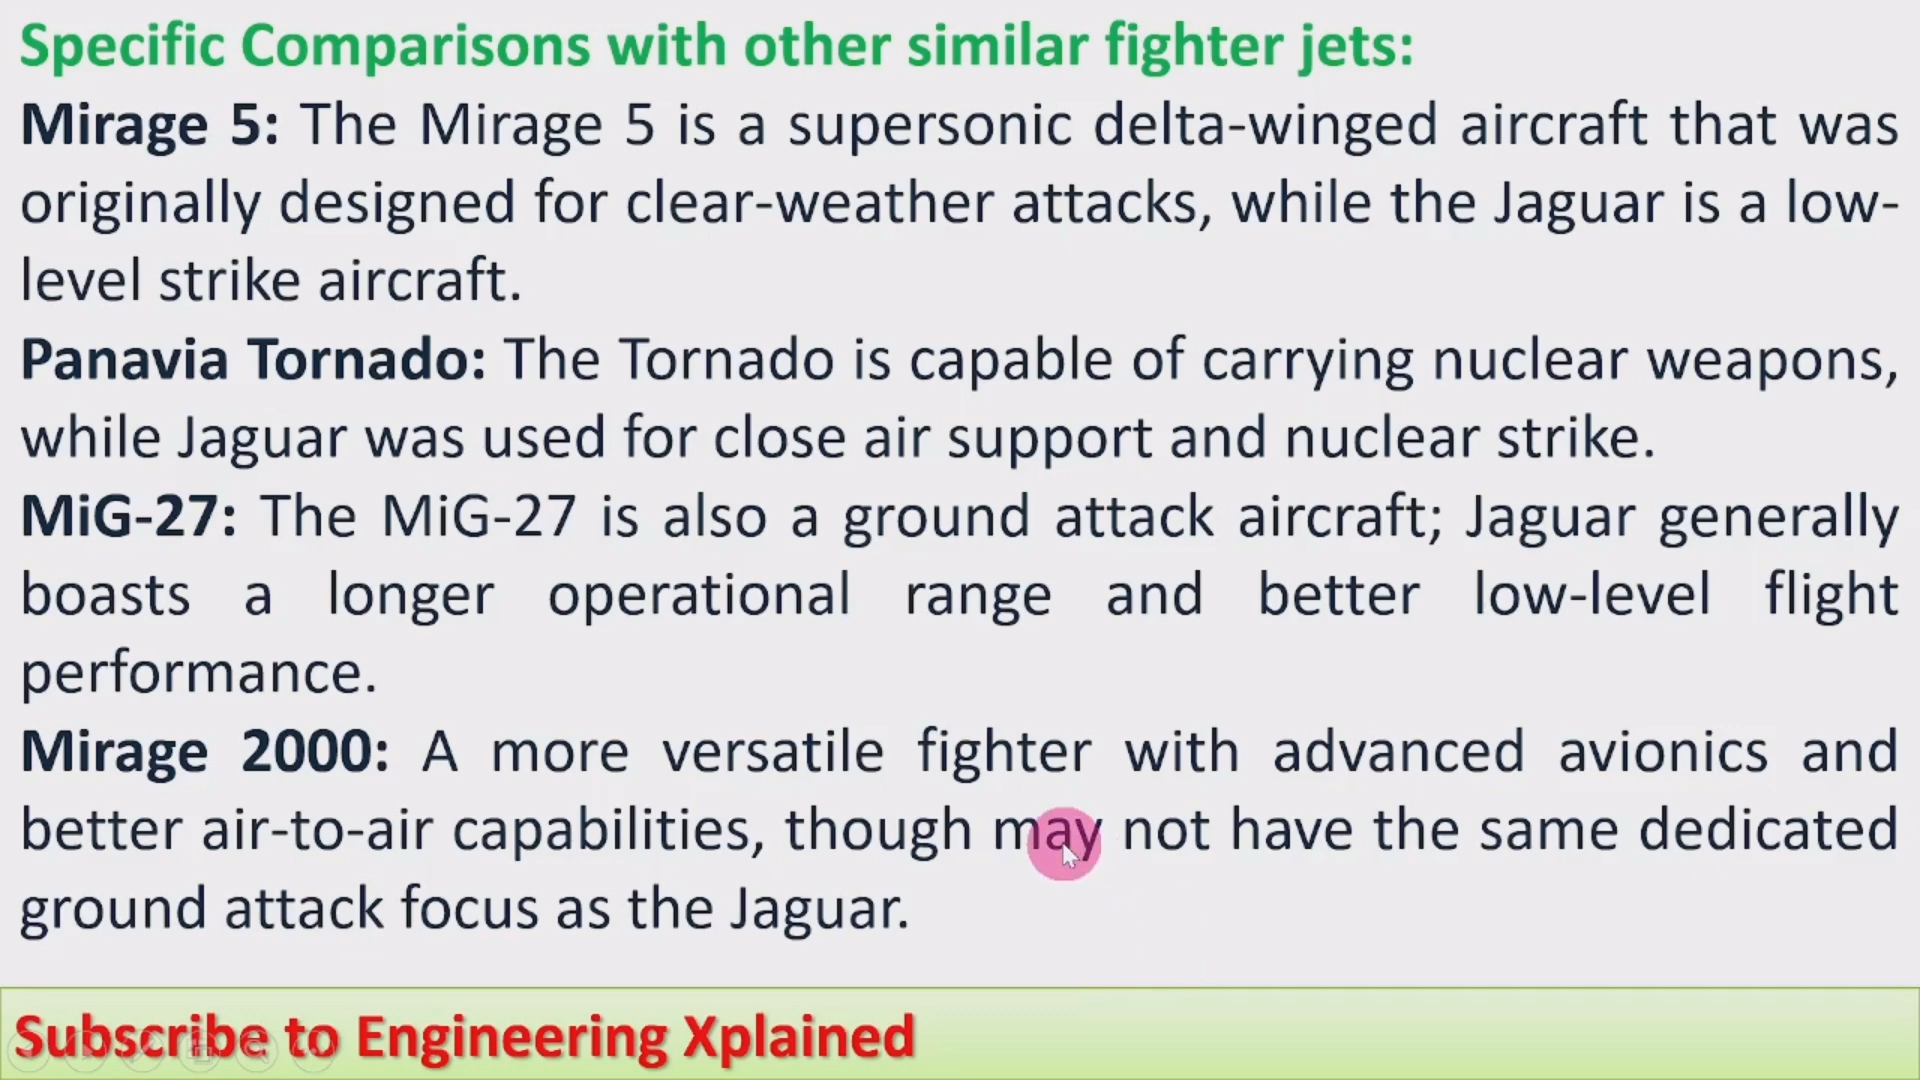 Specific Comparisons with other similar fighter jets:
Mirage 5: The Mirage 5 is a supersonic delta-winged aircraft that was
originally designed for clear-weather attacks, while the Jaguar is a low-
level strike aircraft.
Panavia Tornado: The Tornado is capable of carrying nuclear weapons,
while Jaguar was used for close air support and nuclear strike.
MiG-27: The MiG-27 is also a ground attack aircraft; Jaguar generally
boasts a longer operational range and better low-level flight
performance.
Mirage 2000: A more versatile fighter with advanced avionics and
better air-to-air capabilities, though may not have the same dedicated
ground attack focus as the Jaguar.
Subscribe to Engineering Xplained